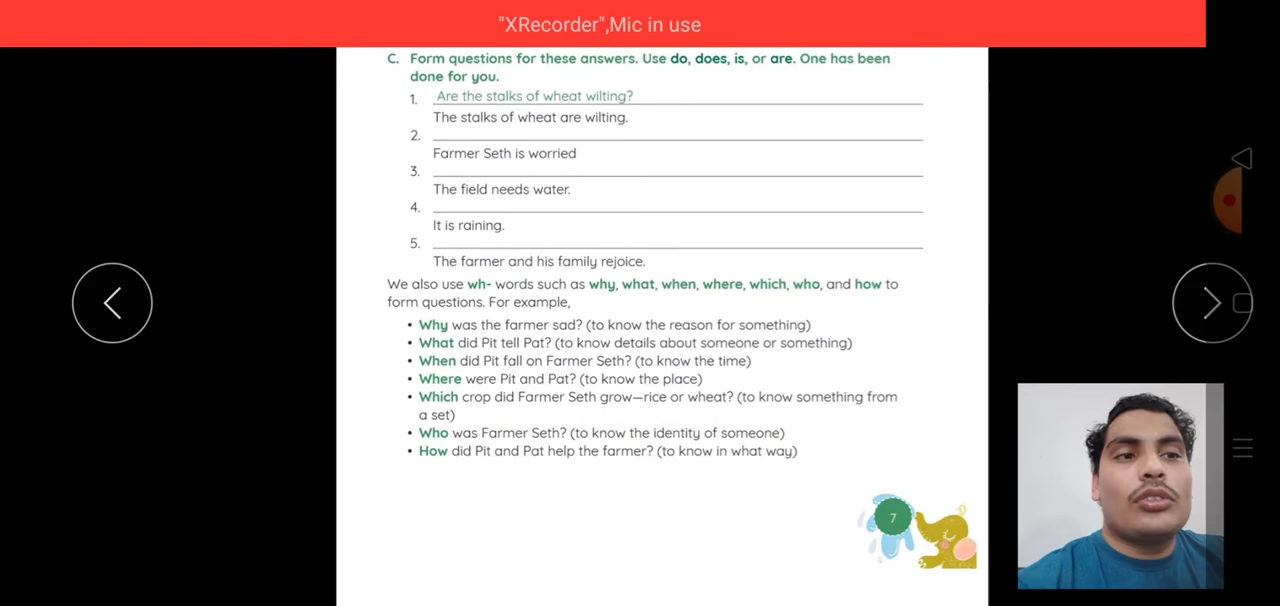 "XRecorder",Mic in use
C. Form questions for these answers. Use do, does, is, or are. One has been
done for you.
1. Are the stalks of wheat wilting?
The stalks of wheat are wilting.
2.
Farmer Seth is worried
3.
The field needs water.
4.
It is raining.
5.
The farmer and his family rejoice.
We also use wh- words such as why, what, when, where, which, who, and how to
form questions. For example,
• Why was the farmer sad? (to know the reason for something)
• What did Pit tell Pat? (to know details about someone or something)
• When did Pit fall on Farmer Seth? (to know the time)
• Where were Pit and Pat? (to know the place)
• Which crop did Farmer Seth grow—rice or wheat? (to know something from
a set)
• Who was Farmer Seth? (to know the identity of someone)
• How did Pit and Pat help the farmer? (to know in what way)
7